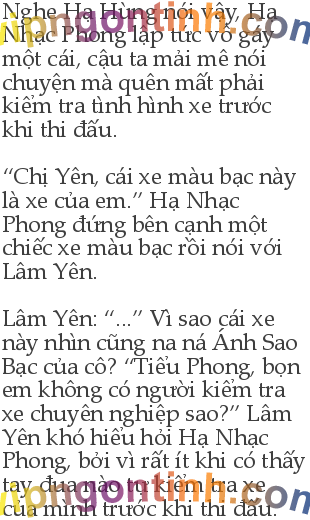 Nghe Hạ Hùng nói vậy, Hạ
Nhạc Phong lập tức vỗ gáy
một cái, cậu ta mải mê nói
chuyện mà quên mất phải
kiểm tra tình hình xe trước
khi thi đấu.
“Chị Yên, cái xe màu bạc này
là xe của em.” Hạ Nhạc
Phong đứng bên cạnh một
chiếc xe màu bạc rồi nói với
Lâm Yên.
Lâm Yên: “...” Vì sao cái xe
này nhìn cũng na ná Ánh Sao
Bạc của cô? “Tiểu Phong, bọn
em không có người kiểm tra
xe chuyên nghiệp sao?” Lâm
Yên khó hiểu hỏi Hạ Nhạc
Phong, bởi vì rất ít khi có thấy
tay đua nào tự kiểm tra xe
của mình trước khi thi đấu.